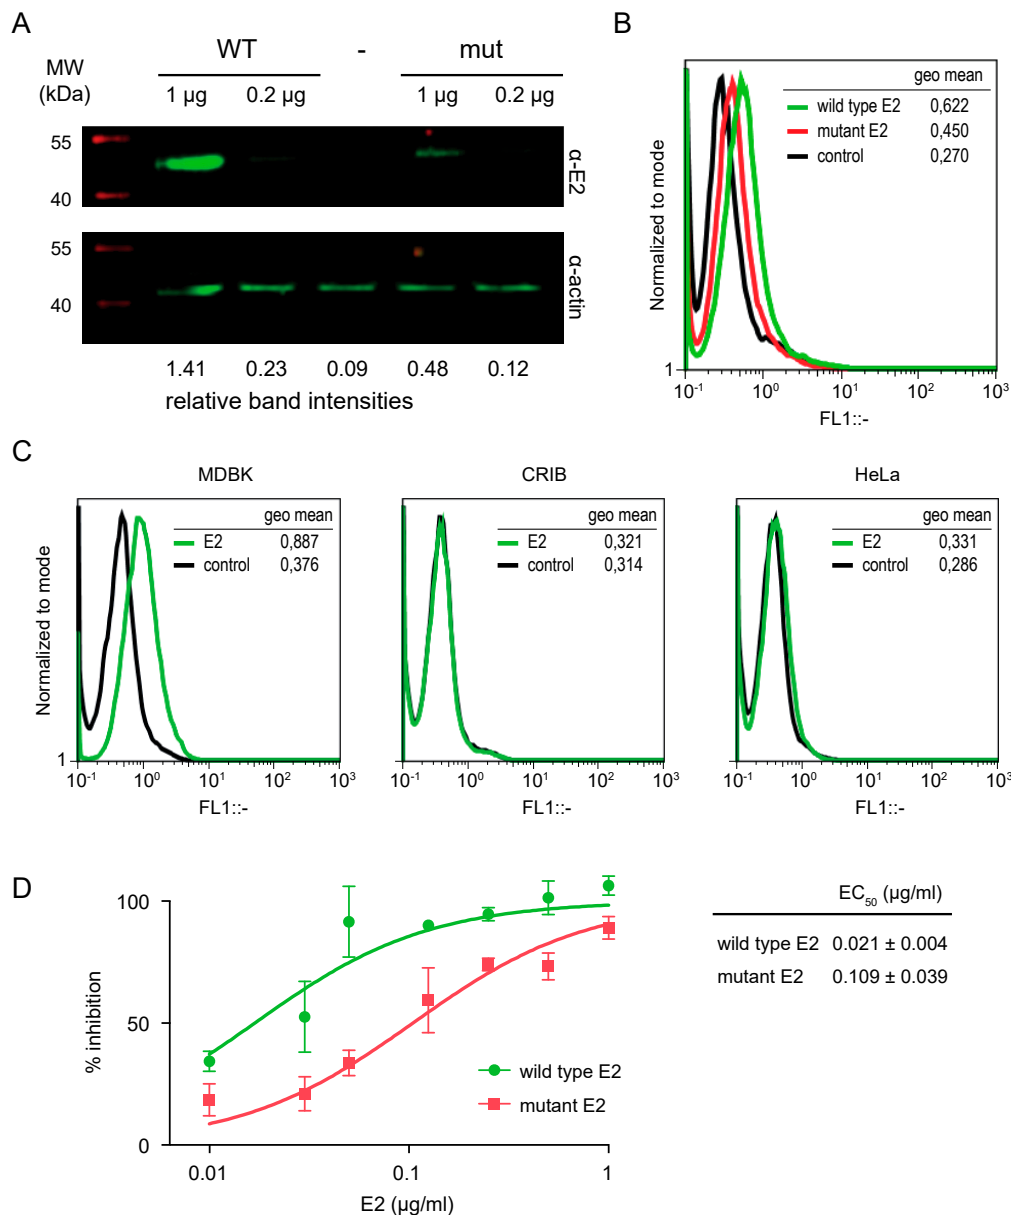 A
WT - mut
MW
(kDa)
1 µg 0.2 µg 1 µg 0.2 µg
55
40
α-E2
55
40
α-actin
1.41 0.23 0.09 0.48 0.12
relative band intensities
B
geo mean
wild type E2 0,622
mutant E2 0,450
control 0,270
Normalized to mode
1
10⁻¹ 10⁰ 10¹ 10² 10³
FL1::-
C
MDBK
geo mean
E2 0,887
control 0,376
Normalized to mode
1
10⁻¹ 10⁰ 10¹ 10² 10³
FL1::-
CRIB
geo mean
E2 0,321
control 0,314
10⁻¹ 10⁰ 10¹ 10² 10³
FL1::-
HeLa
geo mean
E2 0,331
control 0,286
10⁻¹ 10⁰ 10¹ 10² 10³
FL1::-
D
% inhibition
100
50
0
wild type E2
mutant E2
0.01 0.1 1
E2 (µg/ml)
EC₅₀ (µg/ml)
wild type E2 0.021 ± 0.004
mutant E2 0.109 ± 0.039